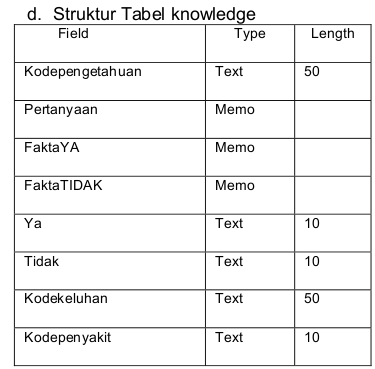 d. Struktur Tabel knowledge
Field Type Length
Kodepengetahuan Text 50
Pertanyaan Memo
FaktaYA Memo
FaktaTIDAK Memo
Ya Text 10
Tidak Text 10
Kodekeluhan Text 50
Kodepenyakit Text 10